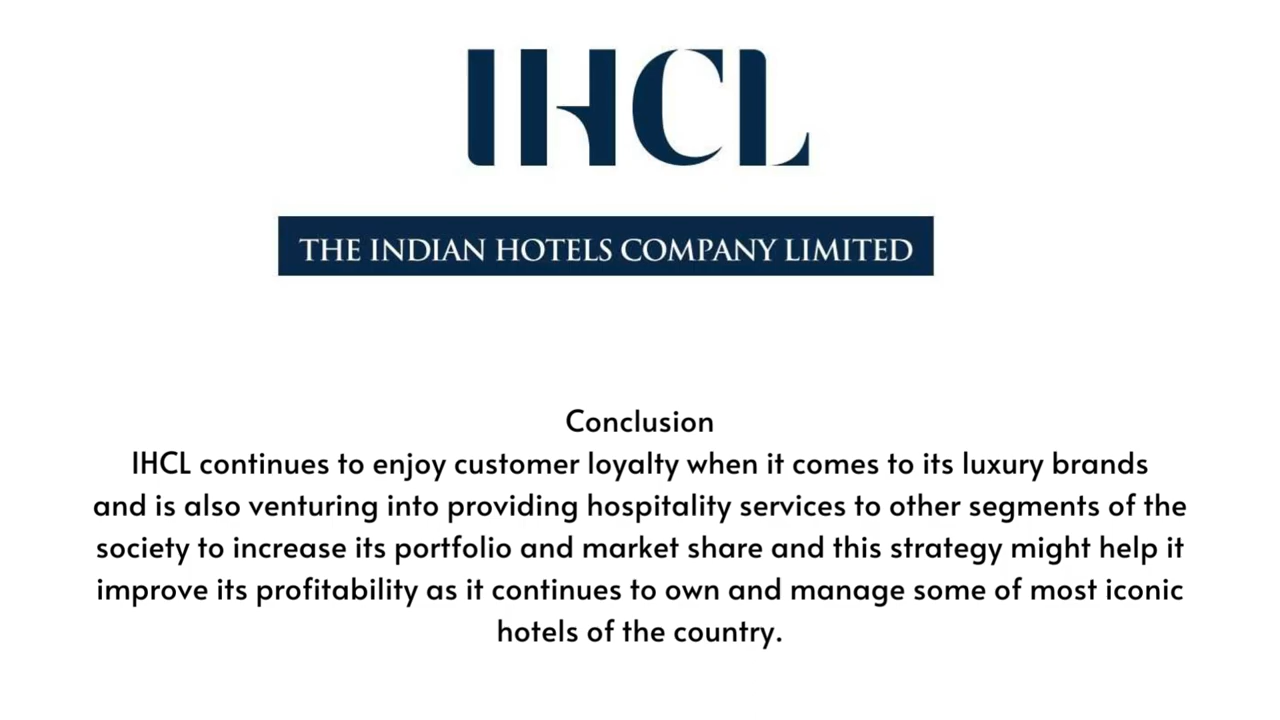 IHCL
THE INDIAN HOTELS COMPANY LIMITED
Conclusion
IHCL continues to enjoy customer loyalty when it comes to its luxury brands
and is also venturing into providing hospitality services to other segments of the
society to increase its portfolio and market share and this strategy might help it
improve its profitability as it continues to own and manage some of most iconic
hotels of the country.